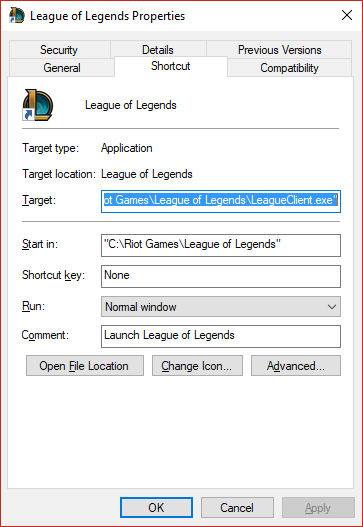 League of Legends Properties
Security Details Previous Versions
General Shortcut Compatibility
League of Legends
Target type: Application
Target location: League of Legends
Target: ot Games\League of Legends\LeagueClient.exe"
Start in: "C:\Riot Games\League of Legends"
Shortcut key: None
Run: Normal window
Comment: Launch League of Legends
Open File Location Change Icon... Advanced...
OK Cancel Apply